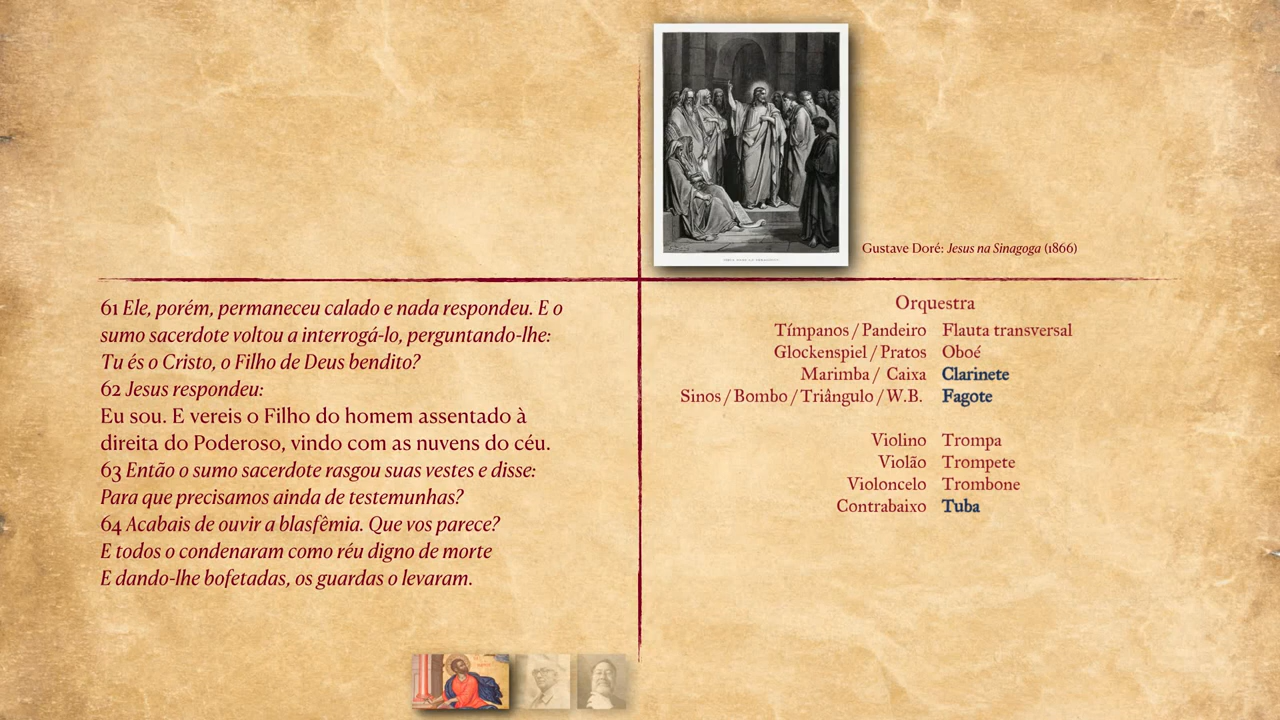 Gustave Doré: Jesus na Sinagoga (1866)
61 Ele, porém, permaneceu calado e nada respondeu. E o
sumo sacerdote voltou a interrogá-lo, perguntando-lhe:
Tu és o Cristo, o Filho de Deus bendito?
62 Jesus respondeu:
Eu sou. E vereis o Filho do homem assentado à
direita do Poderoso, vindo com as nuvens do céu.
63 Então o sumo sacerdote rasgou suas vestes e disse:
Para que precisamos ainda de testemunhas?
64 Acabais de ouvir a blasfêmia. Que vos parece?
E todos o condenaram como réu digno de morte
E dando-lhe bofetadas, os guardas o levaram.
Orquestra
Tímpanos / Pandeiro Flauta transversal
Glockenspiel / Pratos Oboé
Marimba / Caixa Clarinete
Sinos / Bombo / Triângulo / W.B. Fagote
Violino Trompa
Violão Trompete
Violoncelo Trombone
Contrabaixo Tuba